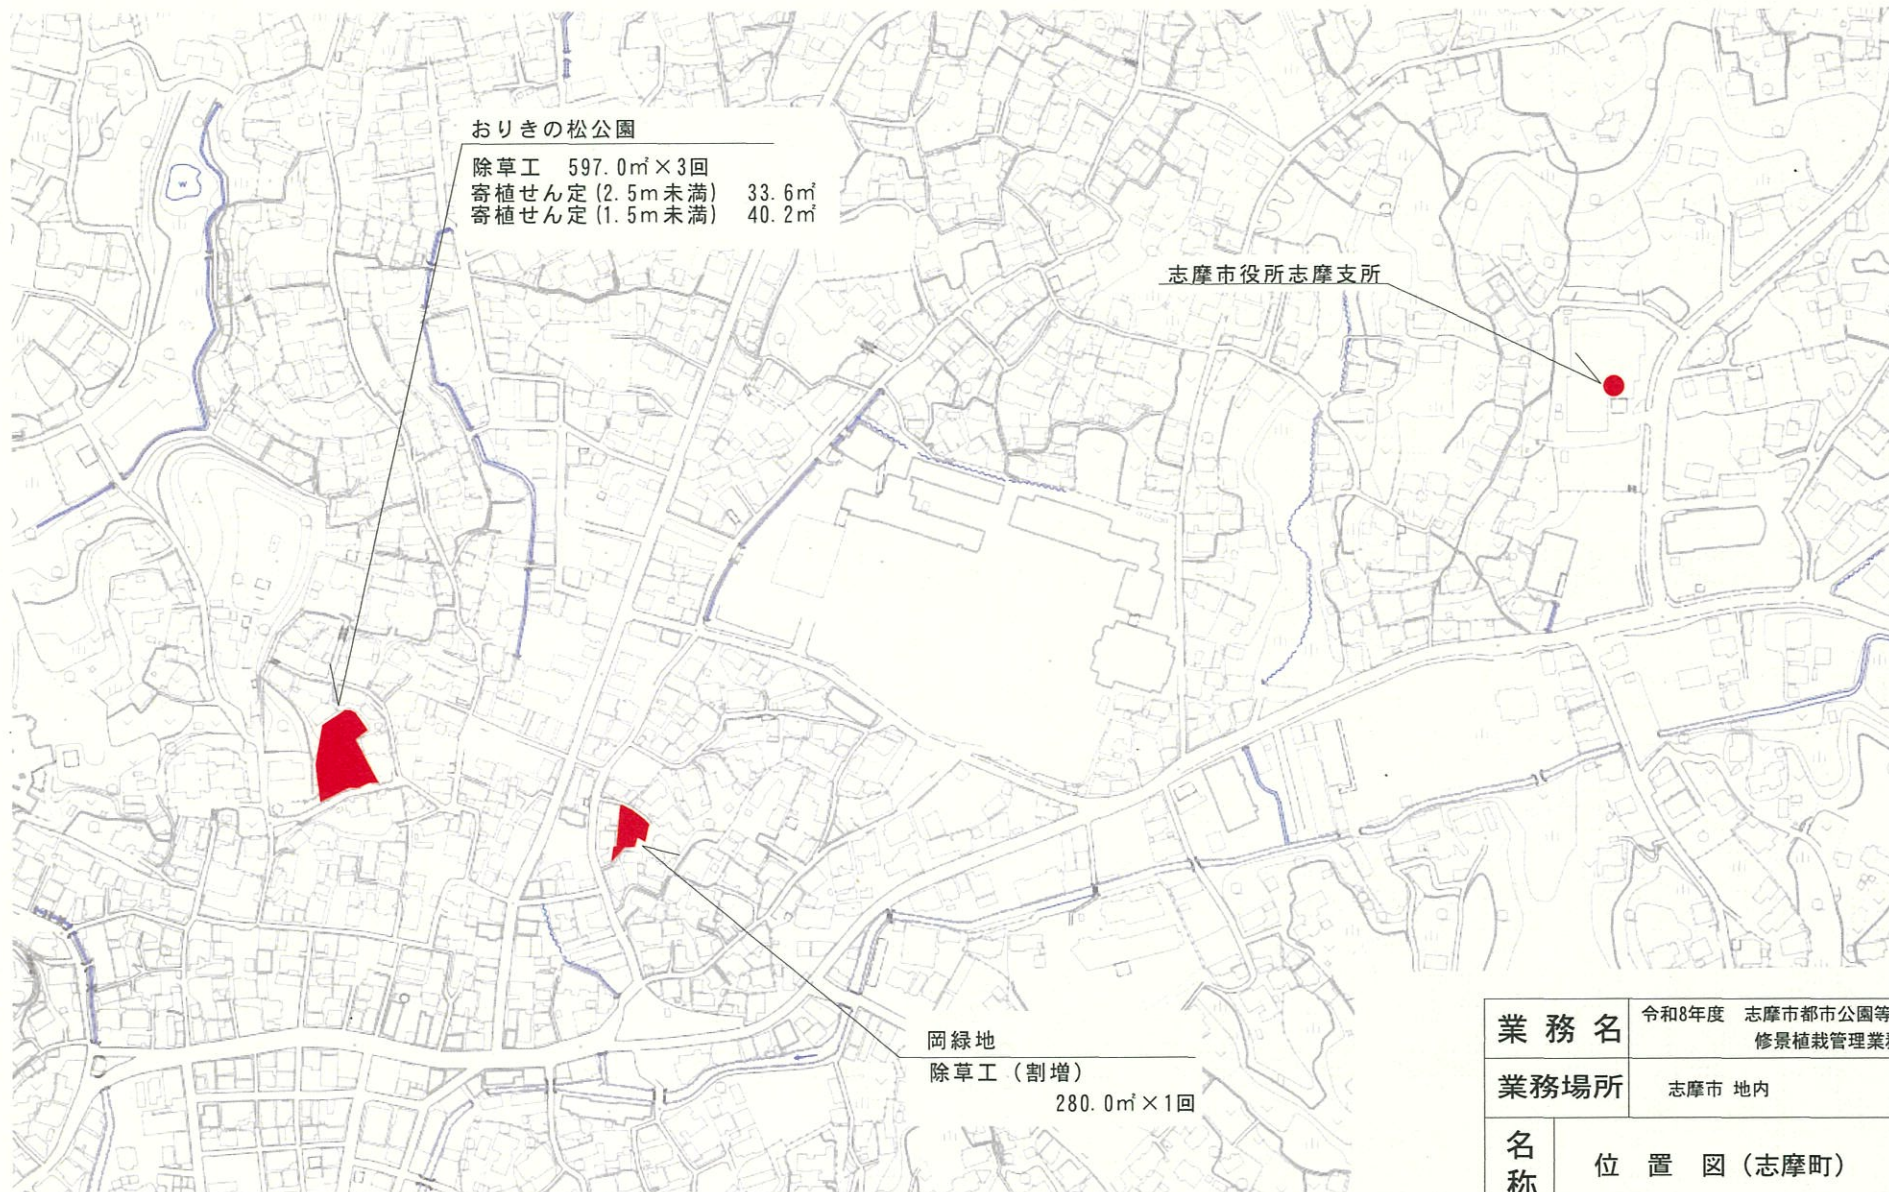 おりきの松公園
除草工 597.0㎡×3回
寄植せん定(2.5m未満) 33.6㎡
寄植せん定(1.5m未満) 40.2㎡
志摩市役所志摩支所
W
岡緑地
除草工(割増)
280.0㎡×1回
業務名 令和8年度 志摩市都市公園等
修景植栽管理業
業務場所 志摩市 地内
名称 位置図(志摩町)